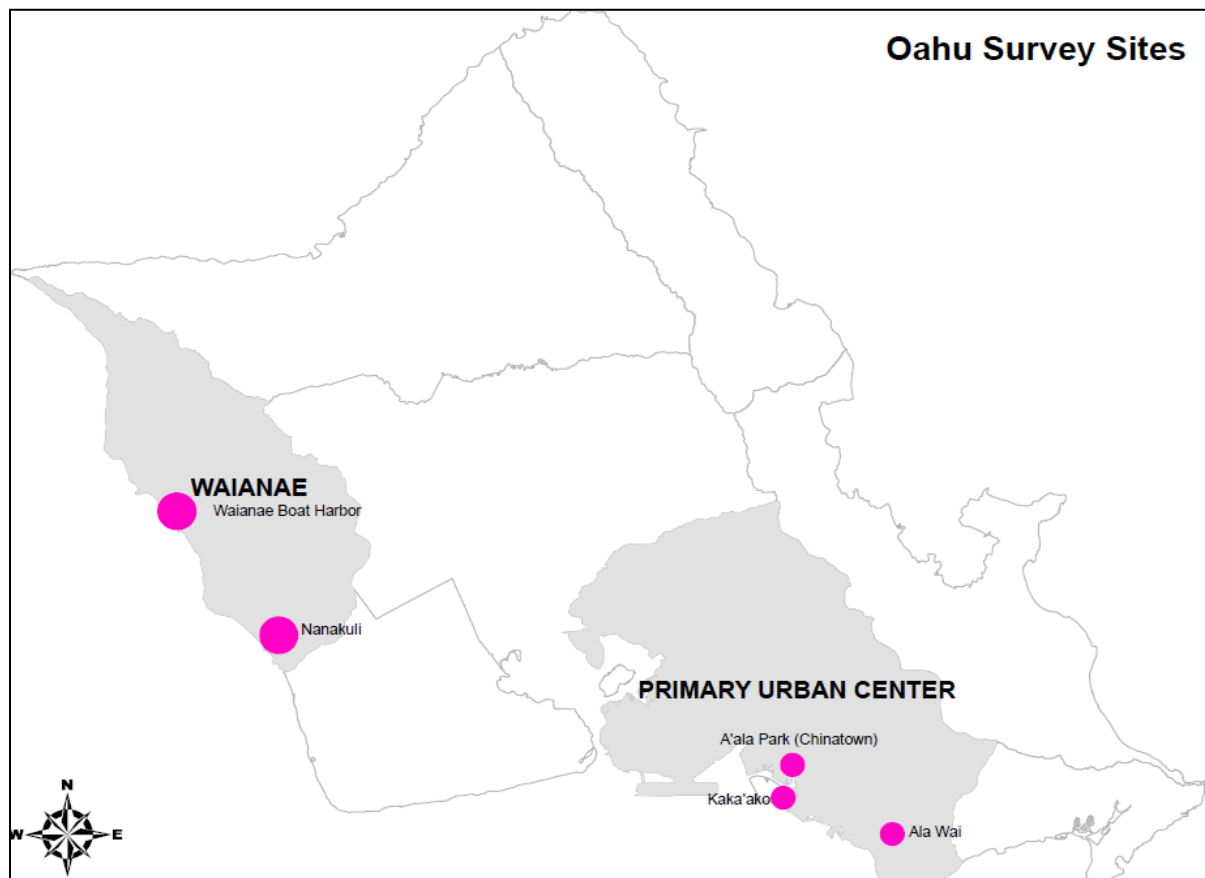 Oahu Survey Sites
WAIANAE
Waianae Boat Harbor
Nanakuli
PRIMARY URBAN CENTER
A'ala Park (Chinatown)
Kaka'ako
Ala Wai
N
W
E
S